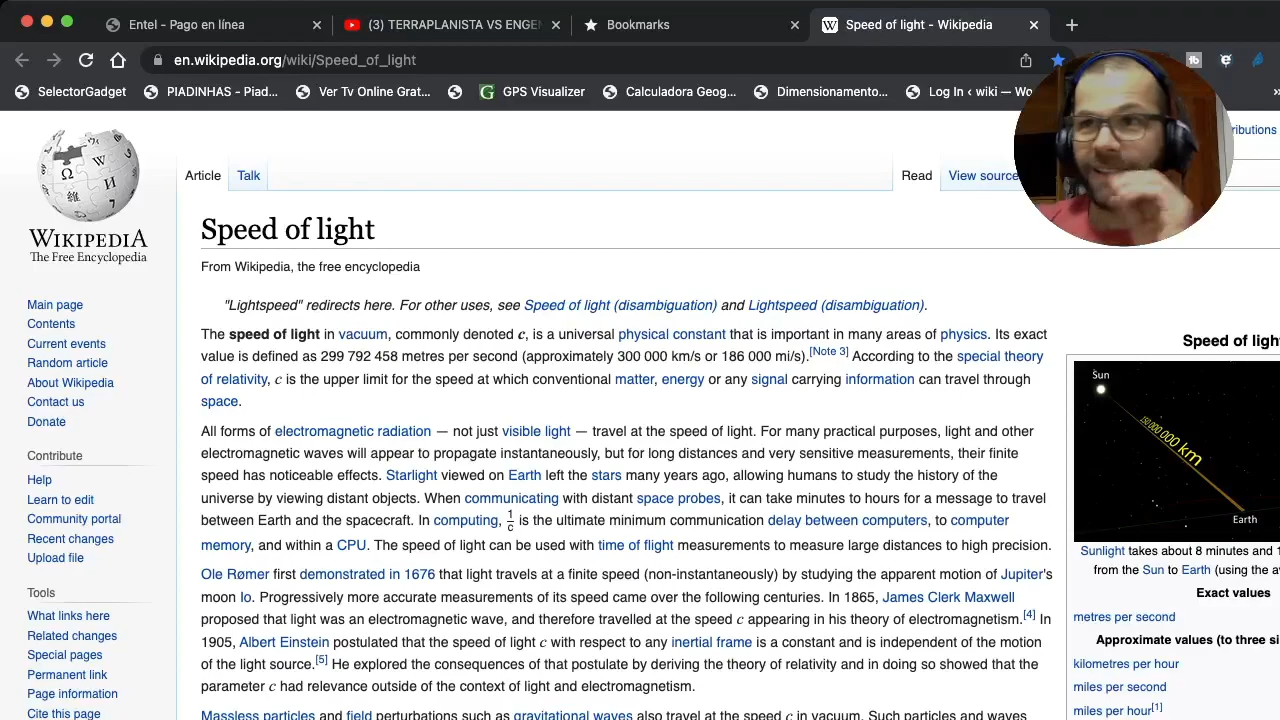 Entel - Pago en línea
(3) TERRAPLANISTA VS ENGEN
Bookmarks
Speed of light - Wikipedia
en.wikipedia.org/wiki/Speed_of_light
SelectorGadget
PIADINHAS - Piad...
Ver Tv Online Grat...
GPS Visualizer
Calculadora Geog...
Dimensionamento...
Log In ‹ wiki — Wo
WIKIPEDIA
The Free Encyclopedia
Main page
Contents
Current events
Random article
About Wikipedia
Contact us
Donate
Contribute
Help
Learn to edit
Community portal
Recent changes
Upload file
Tools
What links here
Related changes
Special pages
Permanent link
Page information
Cite this page
Article
Talk
Read
View source
ributions
Speed of light
From Wikipedia, the free encyclopedia
"Lightspeed" redirects here. For other uses, see Speed of light (disambiguation) and Lightspeed (disambiguation).
The speed of light in vacuum, commonly denoted c, is a universal physical constant that is important in many areas of physics. Its exact
value is defined as 299 792 458 metres per second (approximately 300 000 km/s or 186 000 mi/s).[Note 3] According to the special theory
of relativity, c is the upper limit for the speed at which conventional matter, energy or any signal carrying information can travel through
space.
All forms of electromagnetic radiation — not just visible light — travel at the speed of light. For many practical purposes, light and other
electromagnetic waves will appear to propagate instantaneously, but for long distances and very sensitive measurements, their finite
speed has noticeable effects. Starlight viewed on Earth left the stars many years ago, allowing humans to study the history of the
universe by viewing distant objects. When communicating with distant space probes, it can take minutes to hours for a message to travel
between Earth and the spacecraft. In computing, 1/c is the ultimate minimum communication delay between computers, to computer
memory, and within a CPU. The speed of light can be used with time of flight measurements to measure large distances to high precision.
Ole Rømer first demonstrated in 1676 that light travels at a finite speed (non-instantaneously) by studying the apparent motion of Jupiter's
moon Io. Progressively more accurate measurements of its speed came over the following centuries. In 1865, James Clerk Maxwell
proposed that light was an electromagnetic wave, and therefore travelled at the speed c appearing in his theory of electromagnetism.[4] In
1905, Albert Einstein postulated that the speed of light c with respect to any inertial frame is a constant and is independent of the motion
of the light source.[5] He explored the consequences of that postulate by deriving the theory of relativity and in doing so showed that the
parameter c had relevance outside of the context of light and electromagnetism.
Massless particles and field perturbations such as gravitational waves also travel at the speed c in vacuum. Such particles and waves
Speed of ligh
Sun
150.000.000 km
Earth
Sunlight takes about 8 minutes and 1
from the Sun to Earth (using the av
Exact values
metres per second
Approximate values (to three si
kilometres per hour
miles per second
miles per hour[1]